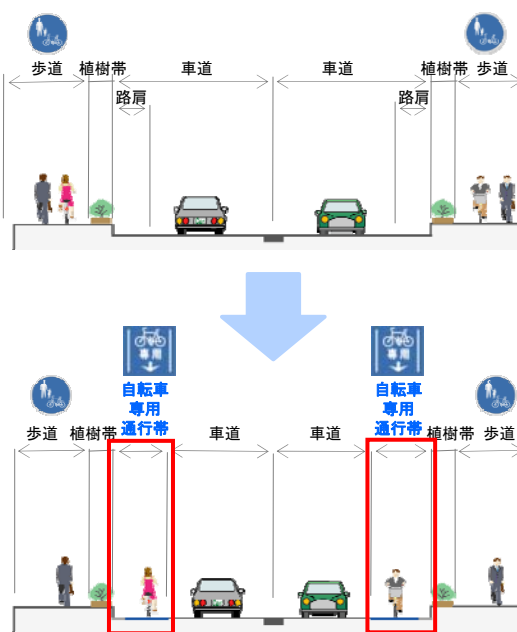 歩道 植樹帯 車道 車道 植樹帯 歩道
路肩 路肩
専用 専用
自転車 自転車
専用 専用
通行帯 通行帯
歩道 植樹帯 車道 車道 植樹帯 歩道